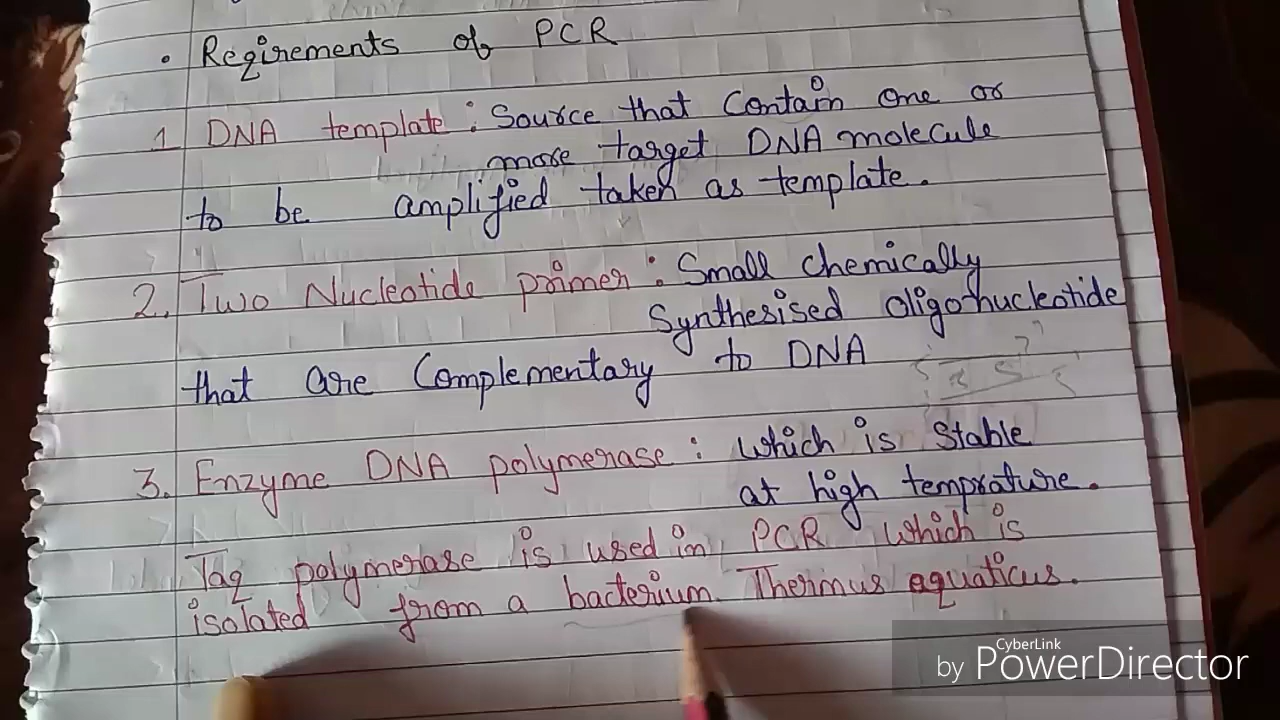 • Reqirements of PCR
1 DNA template : Source that Contain one or
more target DNA molecule
to be amplified taken as template.
2. Two Nucleotide primer : Small chemically
Synthesised oligonucleotide
that are Complementary to DNA
3. Enzyme DNA polymerase : which is Stable
at high temprature.
Taq polymerase is used in PCR which is
isolated from a bacterium Thermus aquaticus.
CyberLink
by PowerDirector